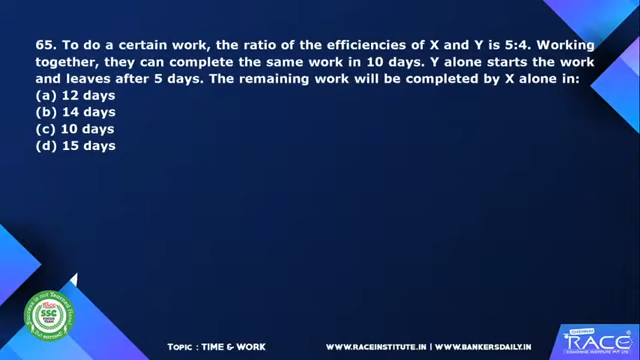 65. To do a certain work, the ratio of the efficiencies of X and Y is 5:4. Working
together, they can complete the same work in 10 days. Y alone starts the work
and leaves after 5 days. The remaining work will be completed by X alone in:
(a) 12 days
(b) 14 days
(c) 10 days
(d) 15 days
SSC
TOPIC : TIME & WORK
WWW.RACEINSTITUTE.IN | WWW.BANKERSDAILY.IN
CHENNAI
RACE